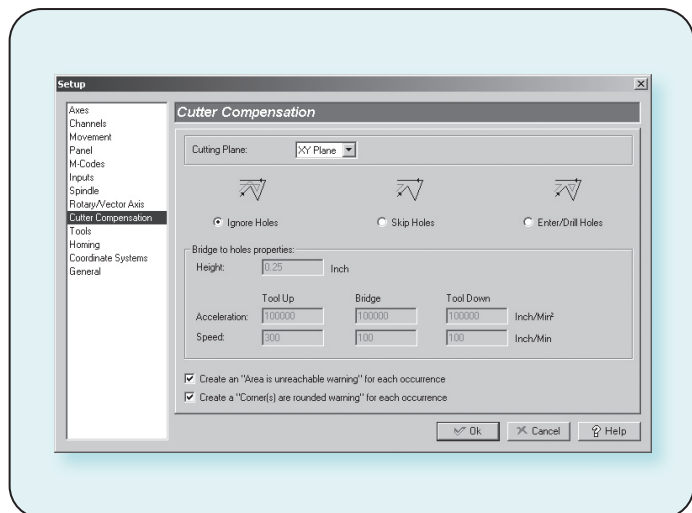 Setup
Axes
Channels
Movement
Panel
M-Codes
Inputs
Spindle
Rotary/Vector Axis
Cutter Compensation
Tools
Homing
Coordinate Systems
General
Cutter Compensation
Cutting Plane: XY Plane
Ignore Holes Skip Holes Enter/Drill Holes
Bridge to holes properties:
Height: 0.25 Inch
Tool Up Bridge Tool Down
Acceleration: 100000 100000 100000 Inch/Min²
Speed: 300 100 100 Inch/Min
Create an "Area is unreachable warning" for each occurrence
Create a "Corner(s) are rounded warning" for each occurrence
Ok Cancel Help